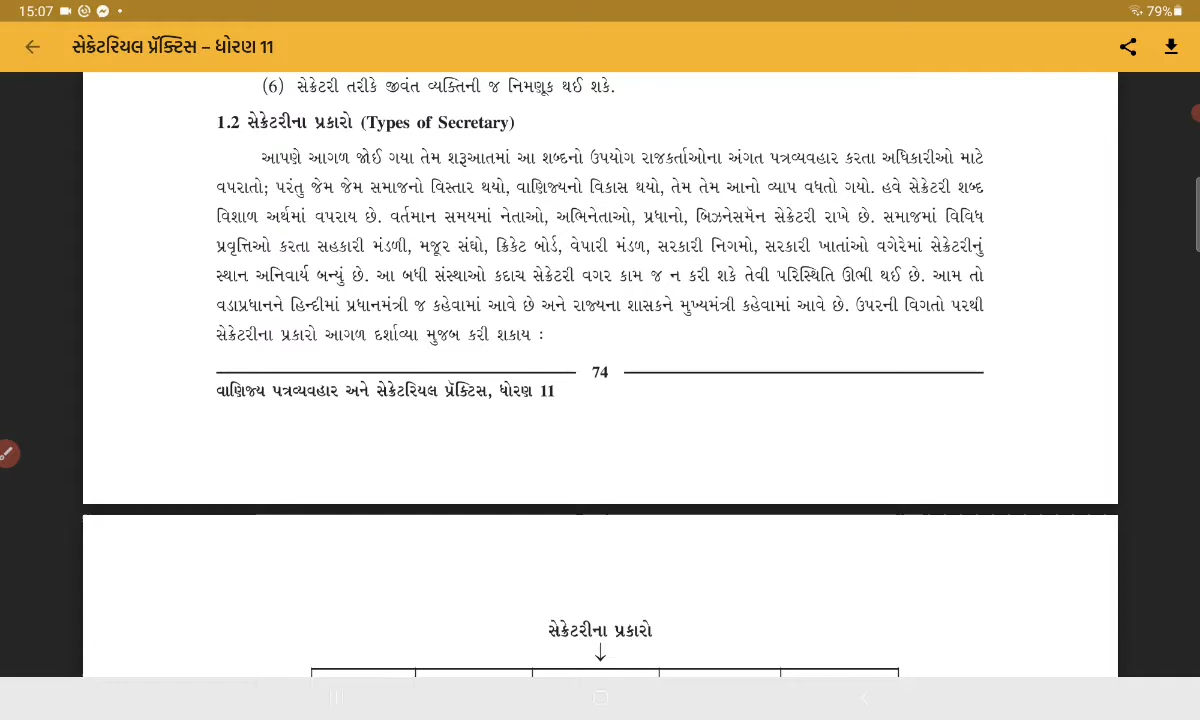 15:07
79%
સેક્રેટરિયલ પ્રૅક્ટિસ – ધોરણ 11
(6) સેક્રેટરી તરીકે જીવંત વ્યક્તિની જ નિમણૂક થઈ શકે.
1.2 સેક્રેટરીના પ્રકારો (Types of Secretary)
આપણે આગળ જોઈ ગયા તેમ શરૂઆતમાં આ શબ્દનો ઉપયોગ રાજકર્તાઓના અંગત પત્રવ્યવહાર કરતા અધિકારીઓ માટે
વપરાતો; પરંતુ જેમ જેમ સમાજનો વિસ્તાર થયો, વાણિજ્યનો વિકાસ થયો, તેમ તેમ આનો વ્યાપ વધતો ગયો. હવે સેક્રેટરી શબ્દ
વિશાળ અર્થમાં વપરાય છે. વર્તમાન સમયમાં નેતાઓ, અભિનેતાઓ, પ્રધાનો, બિઝનેસમૅન સેક્રેટરી રાખે છે. સમાજમાં વિવિધ
પ્રવૃત્તિઓ કરતા સહકારી મંડળી, મજૂર સંઘો, ક્રિકેટ બોર્ડ, વેપારી મંડળ, સરકારી નિગમો, સરકારી ખાતાંઓ વગેરેમાં સેક્રેટરીનું
સ્થાન અનિવાર્ય બન્યું છે. આ બધી સંસ્થાઓ કદાચ સેક્રેટરી વગર કામ જ ન કરી શકે તેવી પરિસ્થિતિ ઊભી થઈ છે. આમ તો
વડાપ્રધાનને હિન્દીમાં પ્રધાનમંત્રી જ કહેવામાં આવે છે અને રાજ્યના શાસકને મુખ્યમંત્રી કહેવામાં આવે છે. ઉપરની વિગતો પરથી
સેક્રેટરીના પ્રકારો આગળ દર્શાવ્યા મુજબ કરી શકાય :
74
વાણિજ્ય પત્રવ્યવહાર અને સેક્રેટરિયલ પ્રૅક્ટિસ, ધોરણ 11
સેક્રેટરીના પ્રકારો